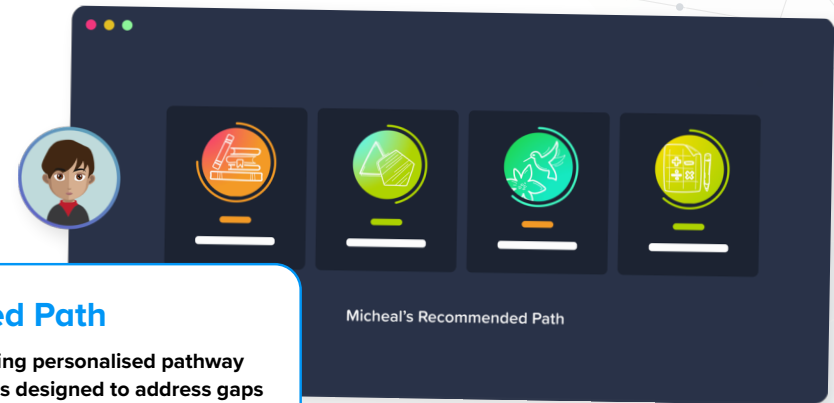 Micheal's Recommended Path
ed Path
ing personalised pathway
s designed to address gaps